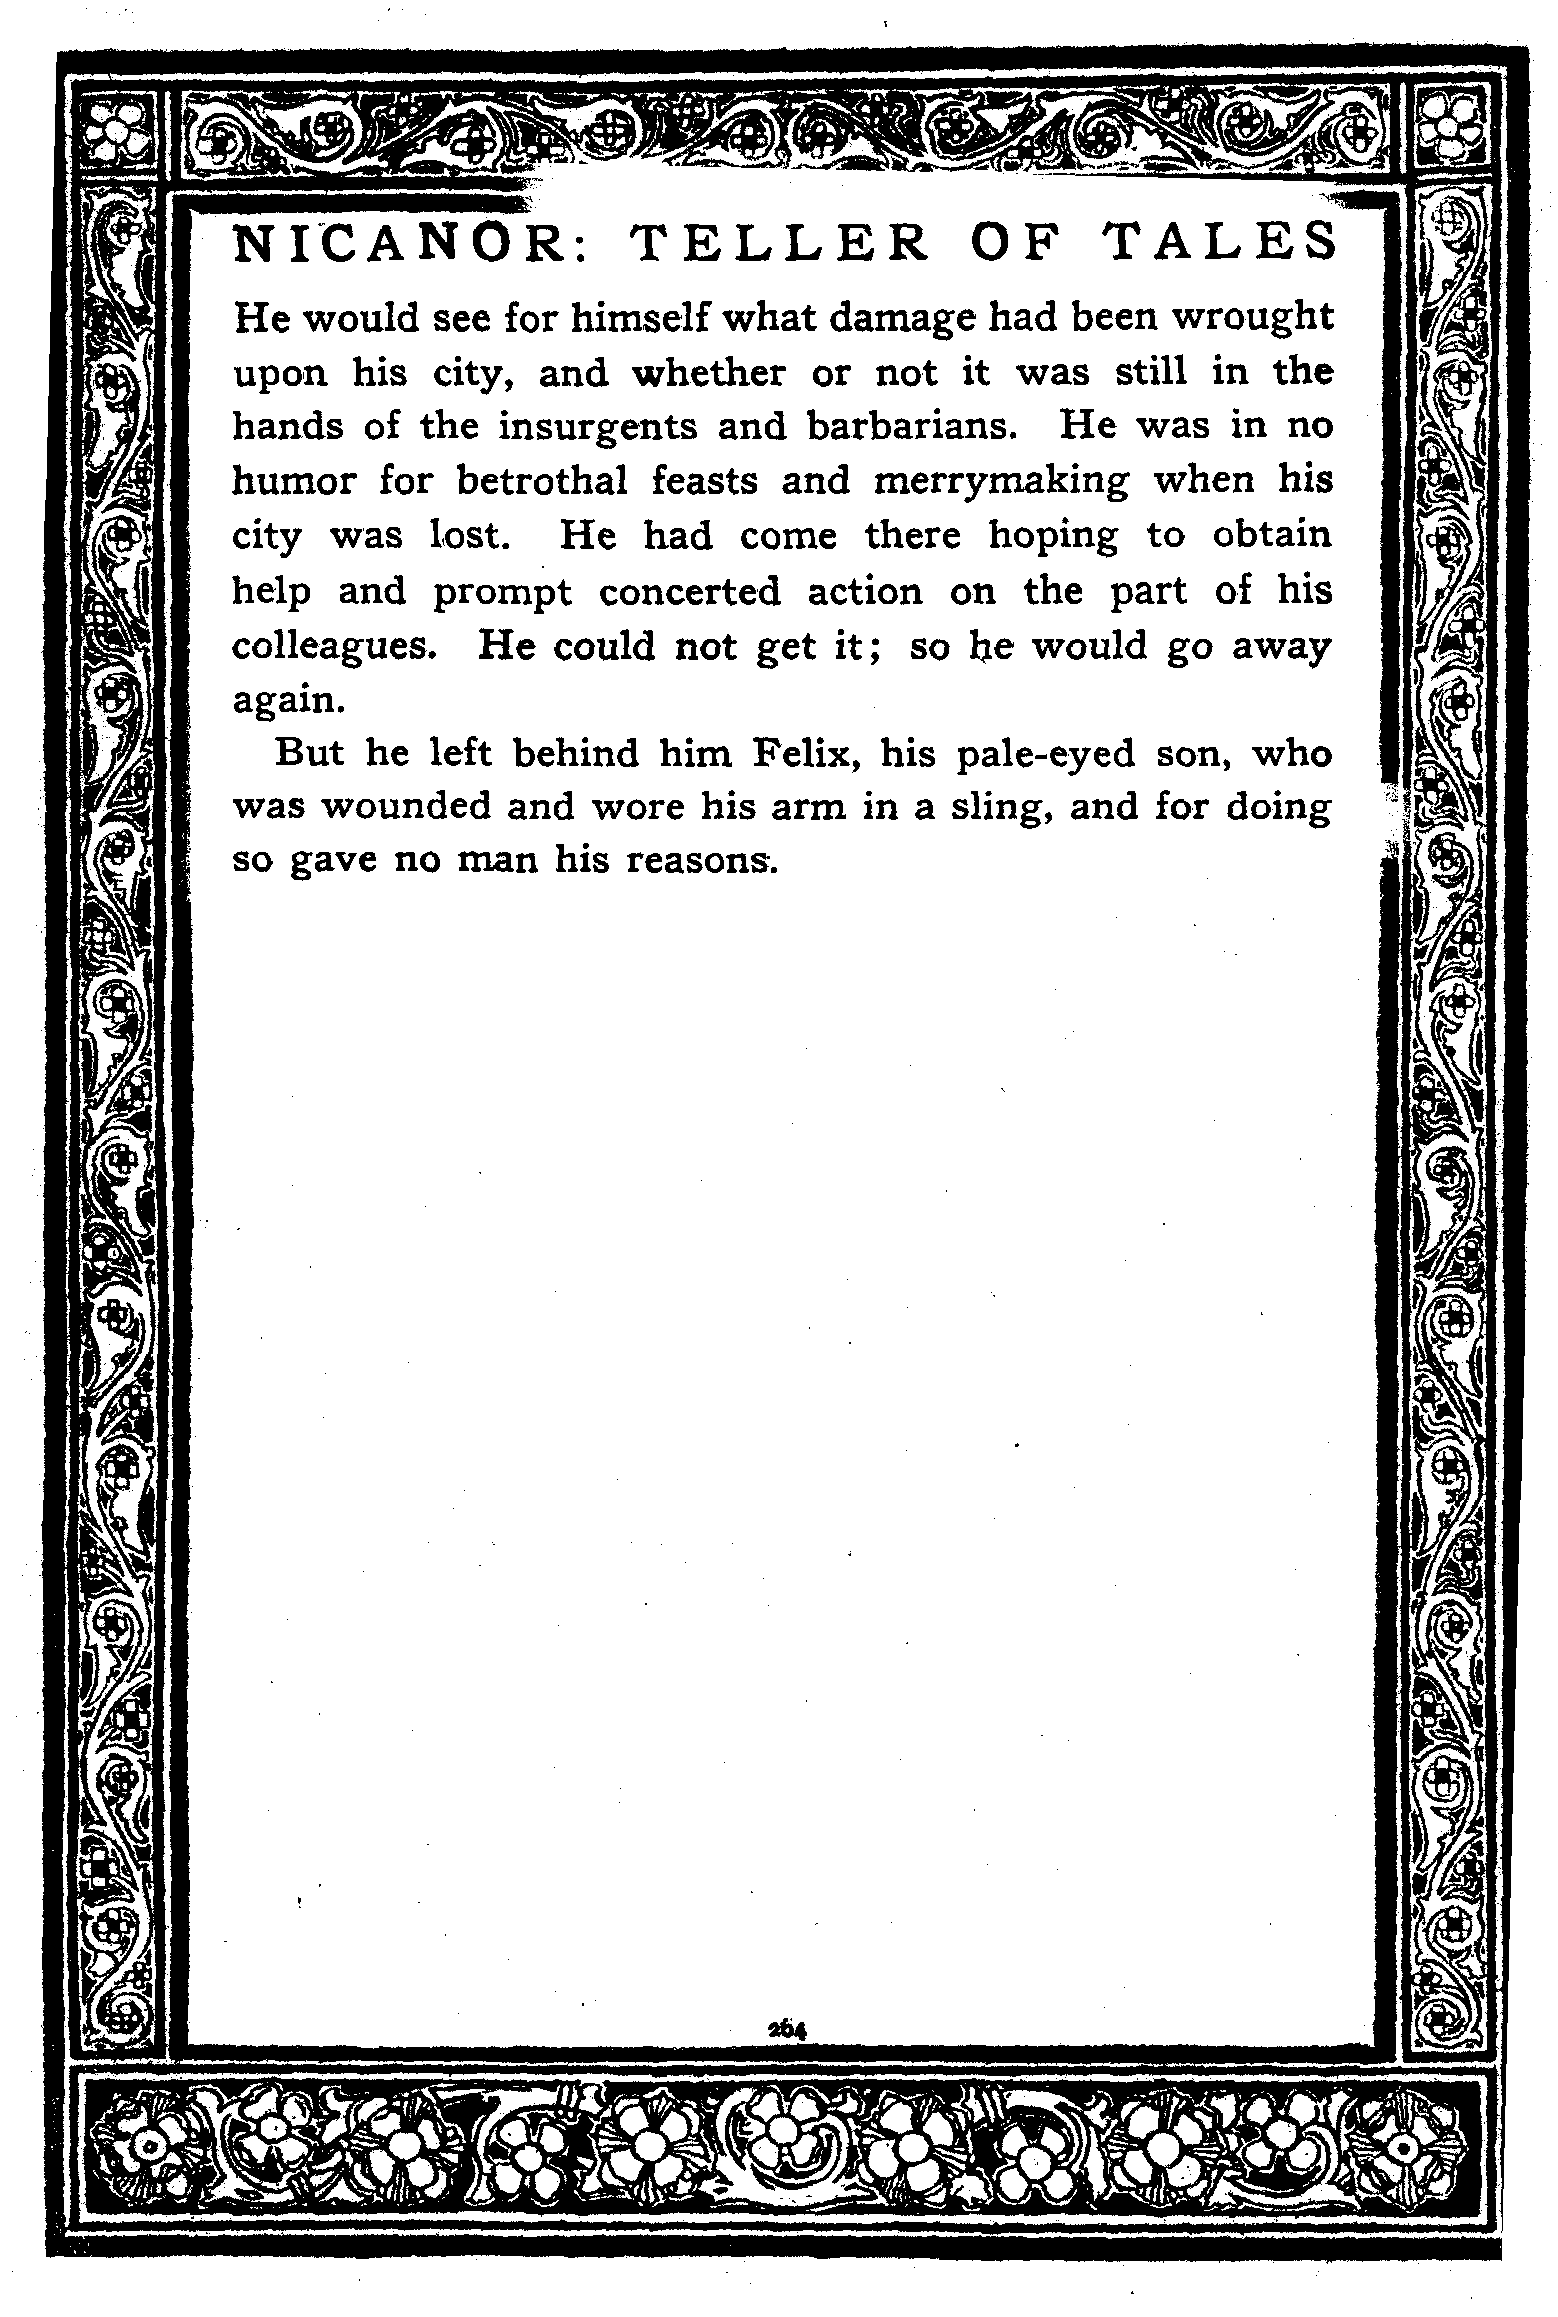 NICANOR: TELLER OF TALES
He would see for himself what damage had been wrought
upon his city, and whether or not it was still in the
hands of the insurgents and barbarians. He was in no
humor for betrothal feasts and merrymaking when his
city was lost. He had come there hoping to obtain
help and prompt concerted action on the part of his
colleagues. He could not get it; so he would go away
again.
But he left behind him Felix, his pale-eyed son, who
was wounded and wore his arm in a sling, and for doing
so gave no man his reasons.
264